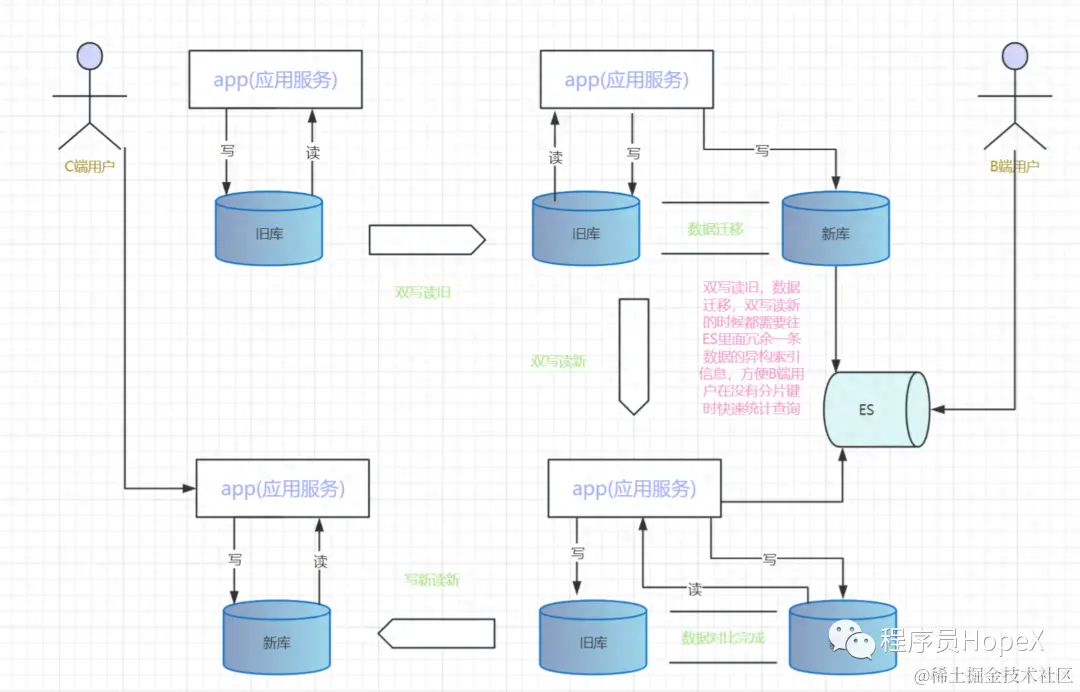 app(应用服务)
app(应用服务)
写
读
读
写
写
C端用户
B端用户
旧库
旧库
数据迁移
新库
双写读旧
双写读旧，数据
迁移，双写读新
的时候都需要往
ES里面冗余一条
数据的异构索引
信息，方便B端用
户在没有分片键
时快速统计查询
双写读新
ES
app(应用服务)
app(应用服务)
写
读
写
写
读
写新读新
新库
旧库
数据对比完成
程序员HopeX
@稀土掘金技术社区